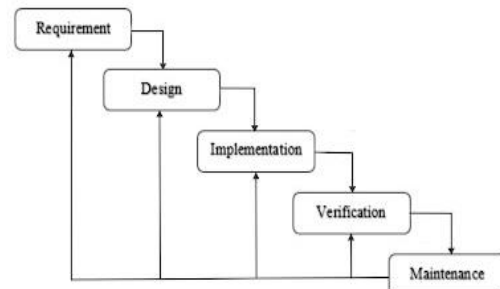 Requirement
Design
Implementation
Verification
Maintenance